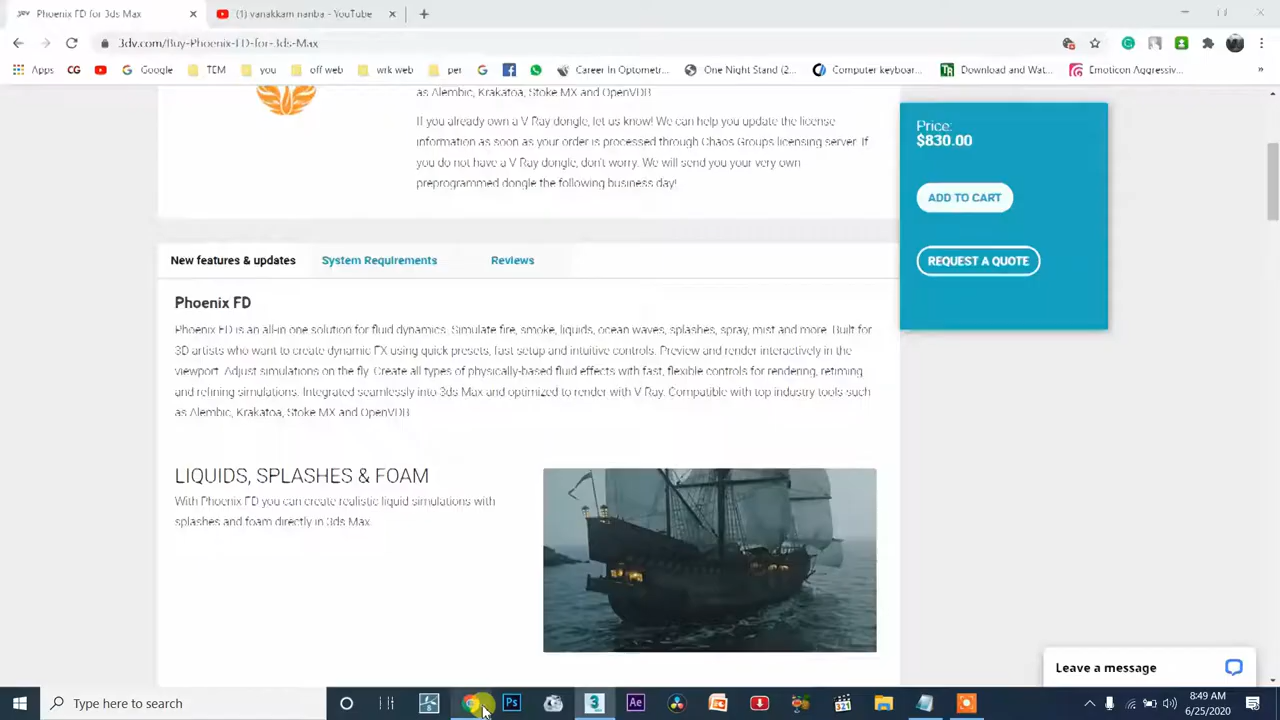 Phoenix FD for 3ds Max
(1) vanakkam nanba - YouTube
3dv.com/Buy-Phoenix-FD-for-3ds-Max
Apps
CG
Google
TEM
you
off web
wrk web
per
Career In Optometr...
One Night Stand (2...
Computer keyboar...
Download and Wat...
Emoticon Aggressiv...
»
as Alembic, Krakatoa, Stoke MX and OpenVDB.
If you already own a V Ray dongle, let us know! We can help you update the license
information as soon as your order is processed through Chaos Groups licensing server. If
you do not have a V Ray dongle, don't worry. We will send you your very own
preprogrammed dongle the following business day!
Price:
$830.00
ADD TO CART
REQUEST A QUOTE
New features & updates
System Requirements
Reviews
Phoenix FD
Phoenix FD is an all-in one solution for fluid dynamics. Simulate fire, smoke, liquids, ocean waves, splashes, spray, mist and more. Built for
3D artists who want to create dynamic FX using quick presets, fast setup and intuitive controls. Preview and render interactively in the
viewport. Adjust simulations on the fly. Create all types of physically-based fluid effects with fast, flexible controls for rendering, retiming
and refining simulations. Integrated seamlessly into 3ds Max and optimized to render with V Ray. Compatible with top industry tools such
as Alembic, Krakatoa, Stoke MX and OpenVDB.
LIQUIDS, SPLASHES & FOAM
With Phoenix FD you can create realistic liquid simulations with
splashes and foam directly in 3ds Max.
Leave a message
Type here to search
Ps
3
Ae
321
8:49 AM
6/25/2020